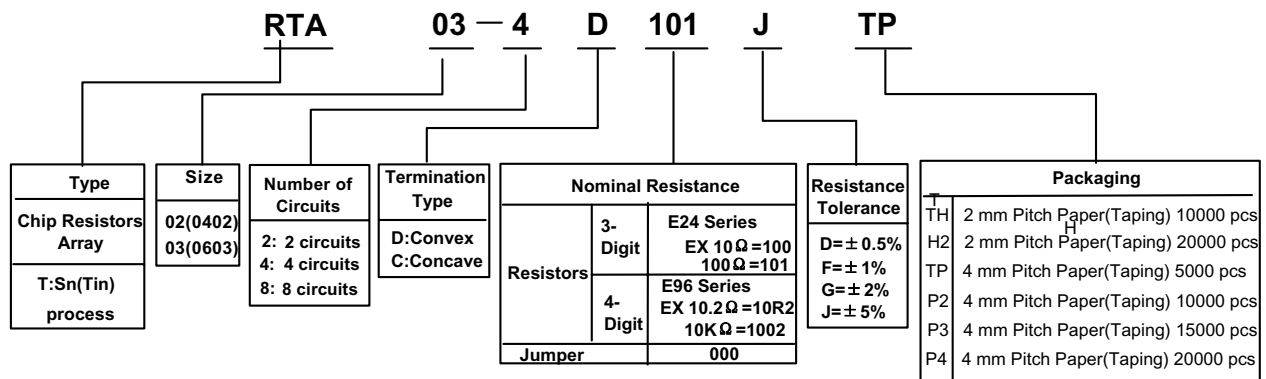 RTA 03 — 4 D 101 J TP
Type
Chip Resistors
Array
T:Sn(Tin)
process
Size
02(0402)
03(0603)
Number of
Circuits
2: 2 circuits
4: 4 circuits
8: 8 circuits
Termination
Type
D:Convex
C:Concave
Nominal Resistance
Resistors
3-
Digit
E24 Series
EX 10 Ω =100
100 Ω =101
4-
Digit
E96 Series
EX 10.2 Ω =10R2
10K Ω =1002
Jumper
000
Resistance
Tolerance
D= ± 0.5%
F= ± 1%
G= ± 2%
J= ± 5%
Packaging
T
TH 2 mm Pitch Paper(Taping) 10000 pcs
H
H2 2 mm Pitch Paper(Taping) 20000 pcs
TP 4 mm Pitch Paper(Taping) 5000 pcs
P2 4 mm Pitch Paper(Taping) 10000 pcs
P3 4 mm Pitch Paper(Taping) 15000 pcs
P4 4 mm Pitch Paper(Taping) 20000 pcs